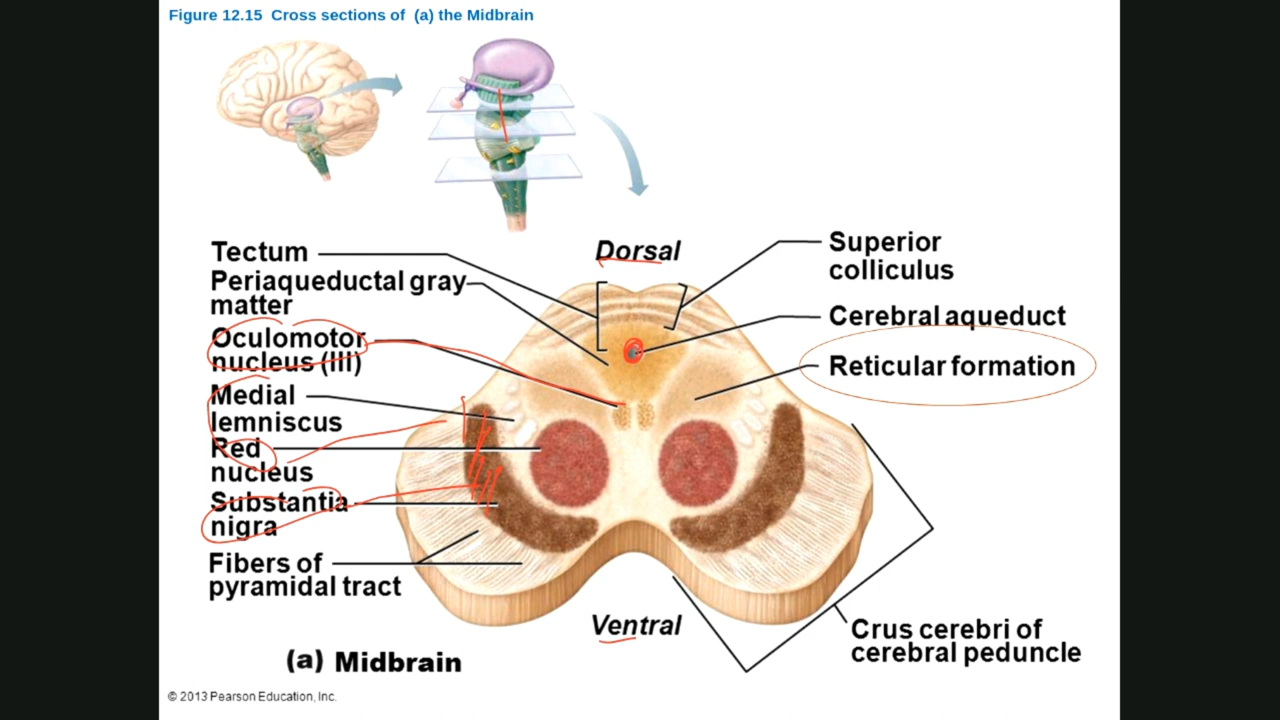 Figure 12.15 Cross sections of (a) the Midbrain
Dorsal
Tectum
Periaqueductal gray
matter
Oculomotor
nucleus (III)
Medial
lemniscus
Red
nucleus
Substantia
nigra
Fibers of
pyramidal tract
Superior
colliculus
Cerebral aqueduct
Reticular formation
Ventral
Crus cerebri of
cerebral peduncle
(a) Midbrain
© 2013 Pearson Education, Inc.